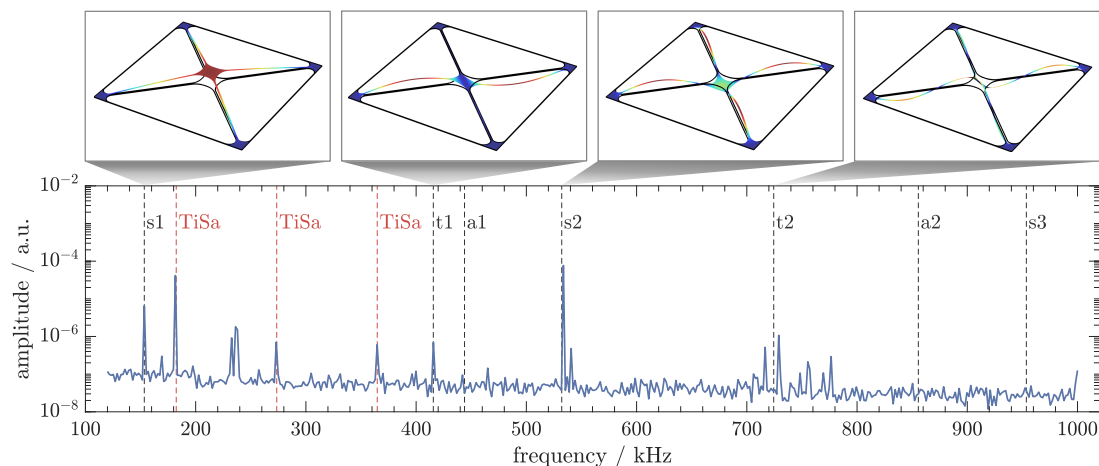 10⁻²
s1 TiSa TiSa TiSa t1 a1 s2 t2 a2 s3
10⁻⁴
10⁻⁶
10⁻⁸
amplitude / a.u.
100 200 300 400 500 600 700 800 900 1000
frequency / kHz